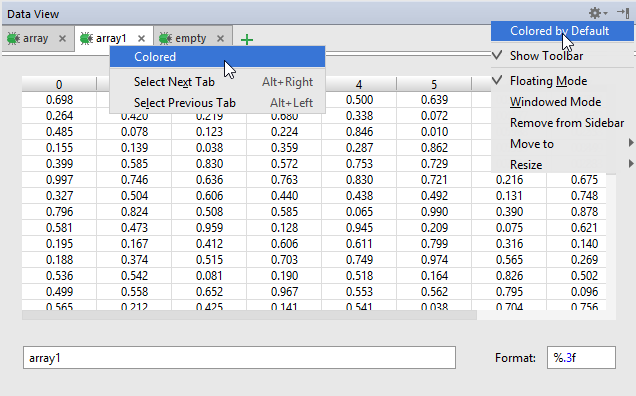 Data View
array array1 empty
Colored
Select Next Tab Alt+Right
Select Previous Tab Alt+Left
Colored by Default
Show Toolbar
Floating Mode
Windowed Mode
Remove from Sidebar
Move to
Resize
0 4 5
0.698 0.500 0.639
0.264 0.420 0.219 0.680 0.338 0.072
0.485 0.078 0.123 0.224 0.846 0.010
0.155 0.139 0.038 0.359 0.287 0.862
0.399 0.585 0.830 0.572 0.753 0.729
0.997 0.746 0.636 0.763 0.830 0.721 0.216 0.675
0.327 0.504 0.606 0.440 0.438 0.492 0.131 0.748
0.796 0.824 0.508 0.585 0.065 0.990 0.390 0.878
0.581 0.473 0.959 0.128 0.945 0.209 0.075 0.621
0.195 0.167 0.412 0.606 0.611 0.799 0.316 0.140
0.188 0.374 0.515 0.703 0.749 0.974 0.565 0.269
0.536 0.542 0.081 0.190 0.518 0.164 0.826 0.502
0.499 0.558 0.652 0.967 0.553 0.562 0.795 0.096
0.565 0.212 0.425 0.141 0.541 0.038 0.704 0.756
array1 Format: %.3f